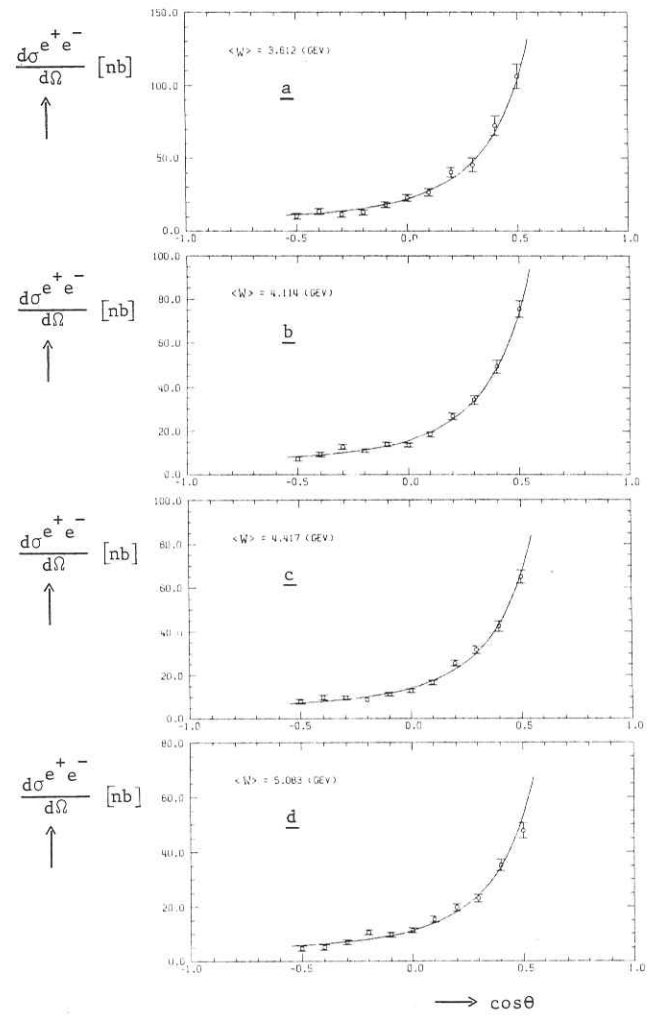 150.0
dσ e⁺e⁻
dΩ [nb]
<W> = 3.612 (GEV)
a
100.0
50.0
0.0
-1.0 -0.5 0.0 0.5 1.0
100.0
dσ e⁺e⁻
dΩ [nb]
<W> = 4.114 (GEV)
80.0
b
60.0
40.0
20.0
0.0
-1.0 -0.5 0.0 0.5 1.0
100.0
dσ e⁺e⁻
dΩ [nb]
<W> = 4.417 (GEV)
80.0
c
60.0
40.0
20.0
0.0
-1.0 -0.5 0.0 0.5 1.0
80.0
dσ e⁺e⁻
dΩ [nb]
<W> = 5.083 (GEV)
60.0
d
40.0
20.0
0.0
-1.0 -0.5 0.0 0.5 1.0
cosθ